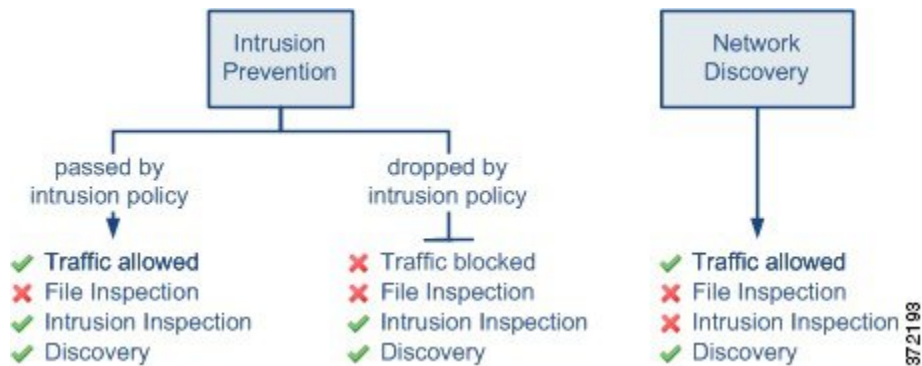 Intrusion
Prevention
Network
Discovery
passed by
intrusion policy
dropped by
intrusion policy
Traffic allowed
File Inspection
Intrusion Inspection
Discovery
Traffic blocked
File Inspection
Intrusion Inspection
Discovery
Traffic allowed
File Inspection
Intrusion Inspection
Discovery
372193